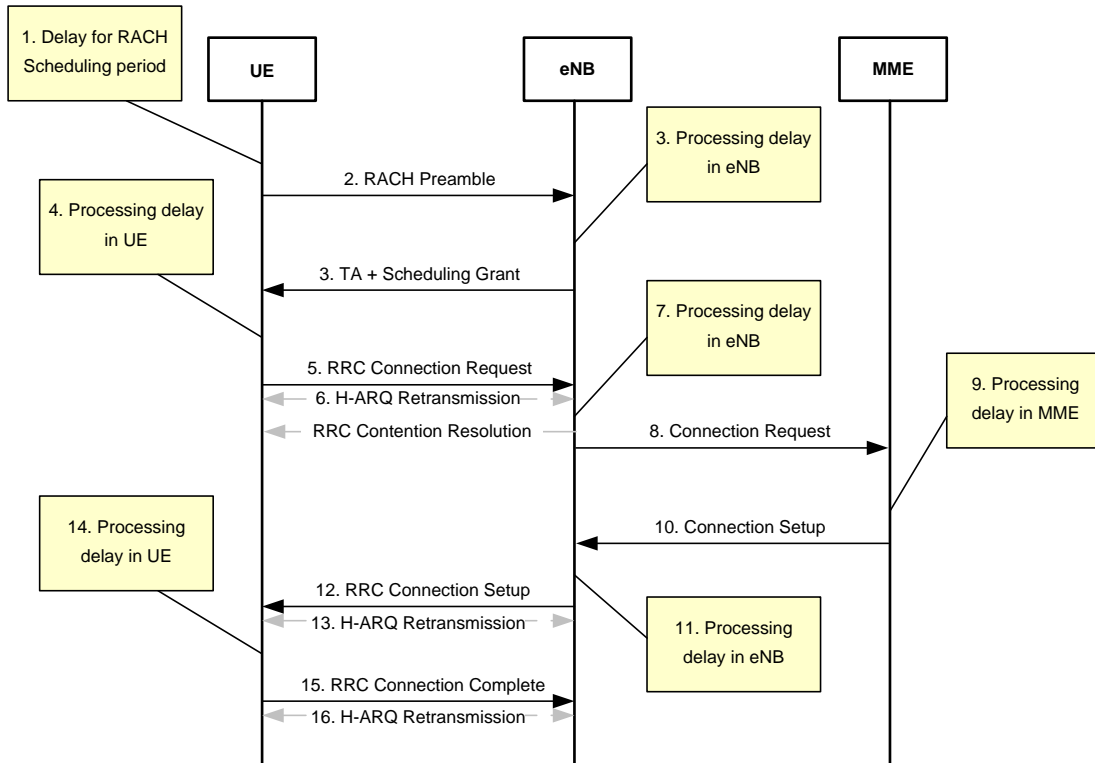 1. Delay for RACH
Scheduling period
UE
eNB
MME
3. Processing delay
in eNB
2. RACH Preamble
4. Processing delay
in UE
3. TA + Scheduling Grant
7. Processing delay
in eNB
5. RRC Connection Request
6. H-ARQ Retransmission
9. Processing
delay in MME
RRC Contention Resolution
8. Connection Request
14. Processing
delay in UE
10. Connection Setup
12. RRC Connection Setup
13. H-ARQ Retransmission
11. Processing
delay in eNB
15. RRC Connection Complete
16. H-ARQ Retransmission